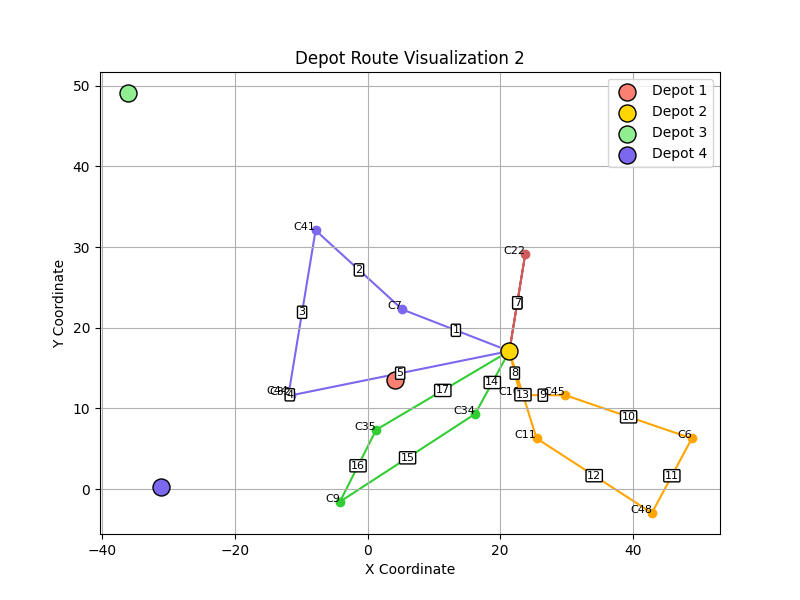 Depot Route Visualization 2
Depot 1
Depot 2
Depot 3
Depot 4
Y Coordinate
50
40
30
20
10
0
−40
−20
0
20
40
X Coordinate
C41
C22
2
3
C7
7
1
5
8
4
17
14
13
9
C45
10
C34
C35
C11
C6
15
16
12
11
C9
C48